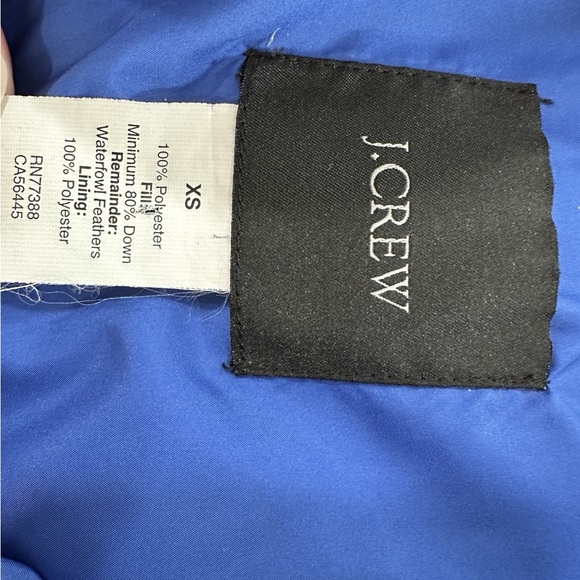 J.CREW
XS
100% Polyester
Fill:
Minimum 80% Down
Remainder:
Waterfowl Feathers
Lining:
100% Polyester
RN77388
CA56445